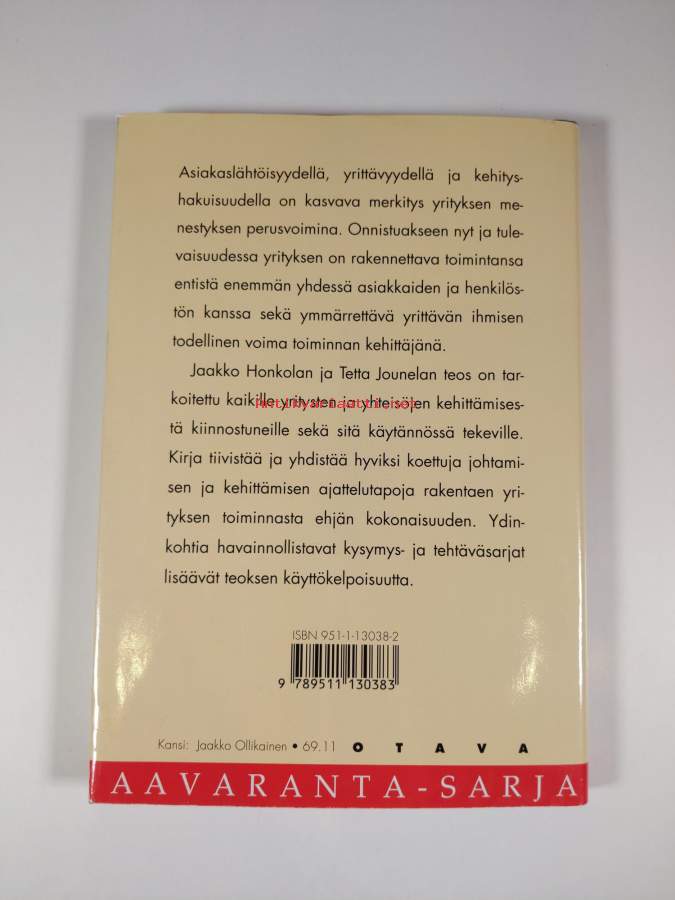 Asiakaslähtöisyydellä, yrittävyydellä ja kehitys-
hakuisuudella on kasvava merkitys yrityksen me-
nestyksen perusvoimina. Onnistuakseen nyt ja tule-
vaisuudessa yrityksen on rakennettava toimintansa
entistä enemmän yhdessä asiakkaiden ja henkilös-
tön kanssa sekä ymmärrettävä yrittävän ihmisen
todellinen voima toiminnan kehittäjänä.
Jaakko Honkolan ja Tetta Jounelan teos on tar-
koitettu kaikille yritysten ja yhteisöjen kehittämises-
antikvariaatti.net
tä kiinnostuneille sekä sitä käytännössä tekeville.
Kirja tiivistää ja yhdistää hyviksi koettuja johtami-
sen ja kehittämisen ajattelutapoja rakentaen yri-
tyksen toiminnasta ehjän kokonaisuuden. Ydin-
kohtia havainnollistavat kysymys- ja tehtäväsarjat
lisäävät teoksen käyttökelpoisuutta.
ISBN 951-1-13038-2
9 789511 130383
Kansi: Jaakko Ollikainen • 69.11 OTAVA
AAVARANTA-SARJA